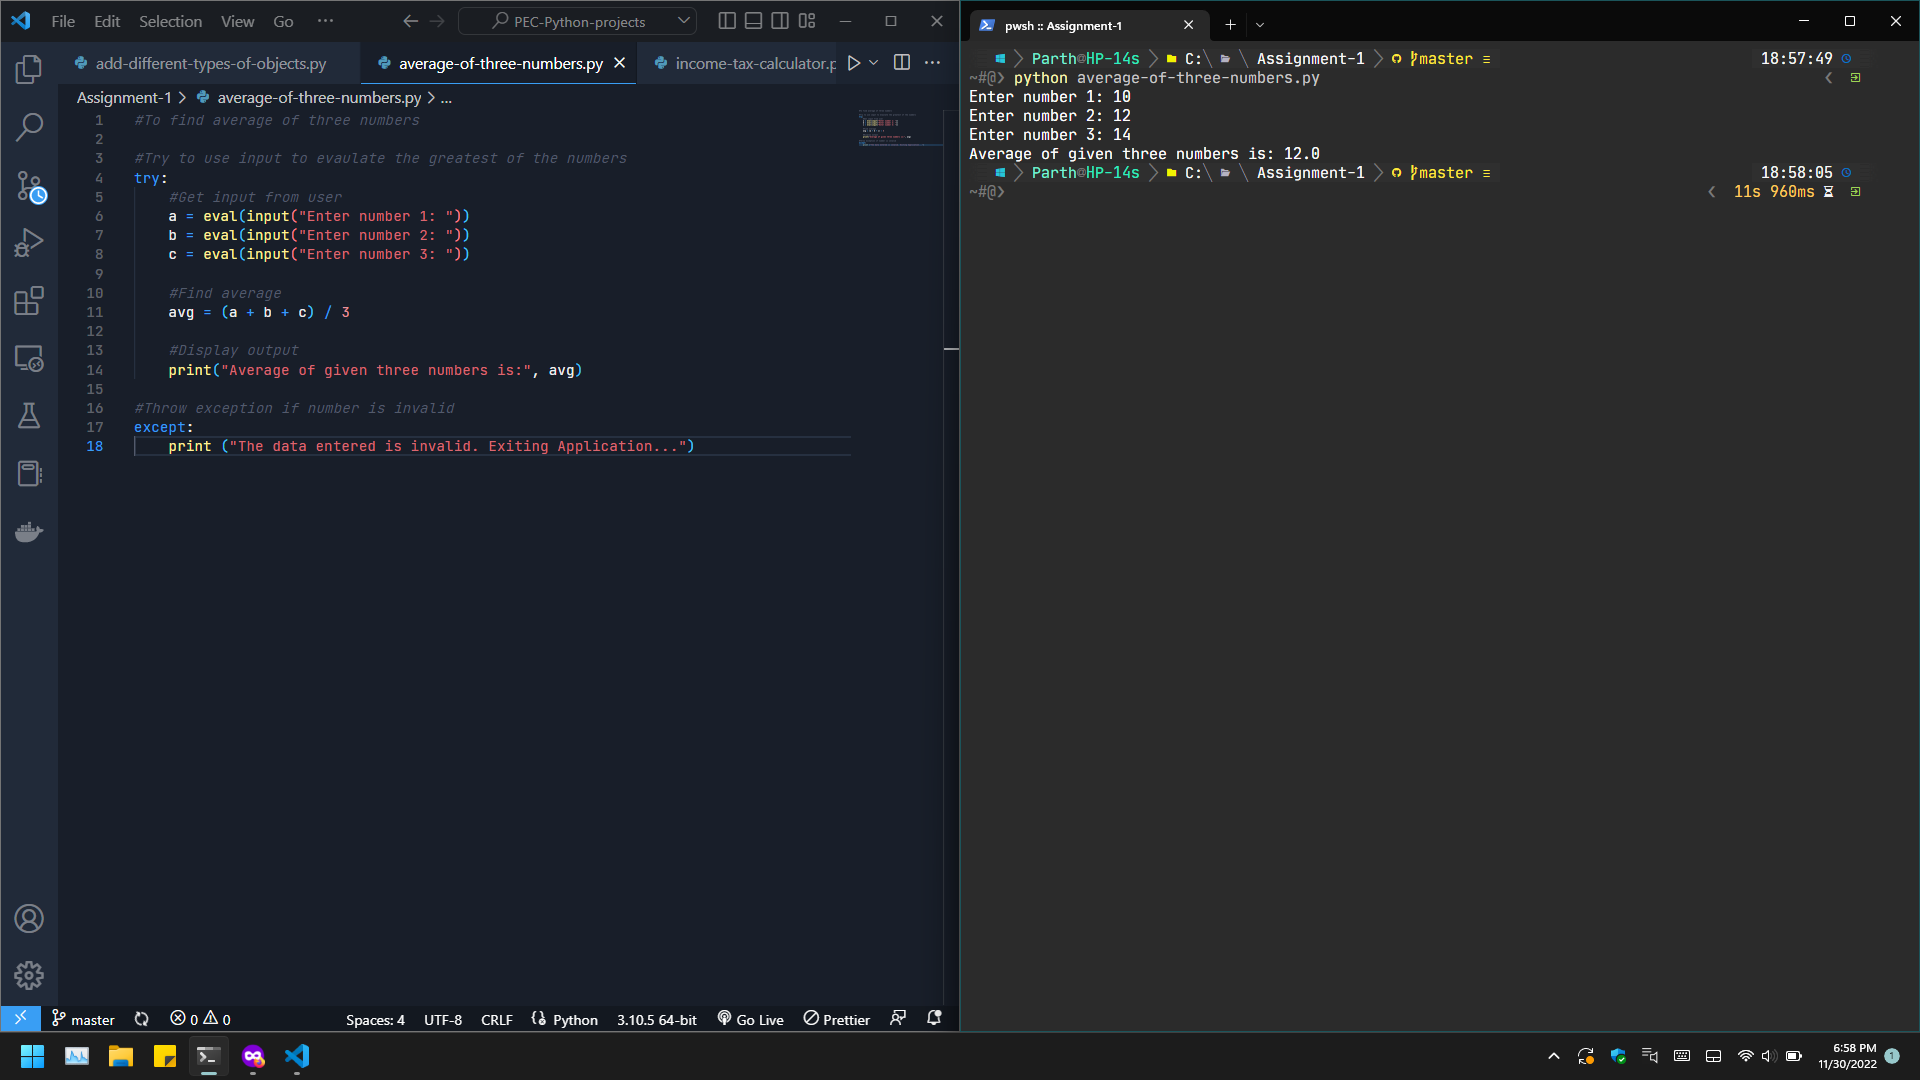 File Edit Selection View Go ··· PEC-Python-projects
add-different-types-of-objects.py average-of-three-numbers.py income-tax-calculator.p
Assignment-1 > average-of-three-numbers.py > ...
1 #To find average of three numbers
2
3 #Try to use input to evaulate the greatest of the numbers
4 try:
5 #Get input from user
6 a = eval(input("Enter number 1: "))
7 b = eval(input("Enter number 2: "))
8 c = eval(input("Enter number 3: "))
9
10 #Find average
11 avg = (a + b + c) / 3
12
13 #Display output
14 print("Average of given three numbers is:", avg)
15
16 #Throw exception if number is invalid
17 except:
18 print ("The data entered is invalid. Exiting Application...")
master 0 0 Spaces: 4 UTF-8 CRLF Python 3.10.5 64-bit Go Live Prettier
pwsh :: Assignment-1
Parth@HP-14s C:\ \ Assignment-1 master ≡ 18:57:49
~#@❯ python average-of-three-numbers.py
Enter number 1: 10
Enter number 2: 12
Enter number 3: 14
Average of given three numbers is: 12.0
Parth@HP-14s C:\ \ Assignment-1 master ≡ 18:58:05
~#@❯ 11s 960ms
6:58 PM
11/30/2022 1